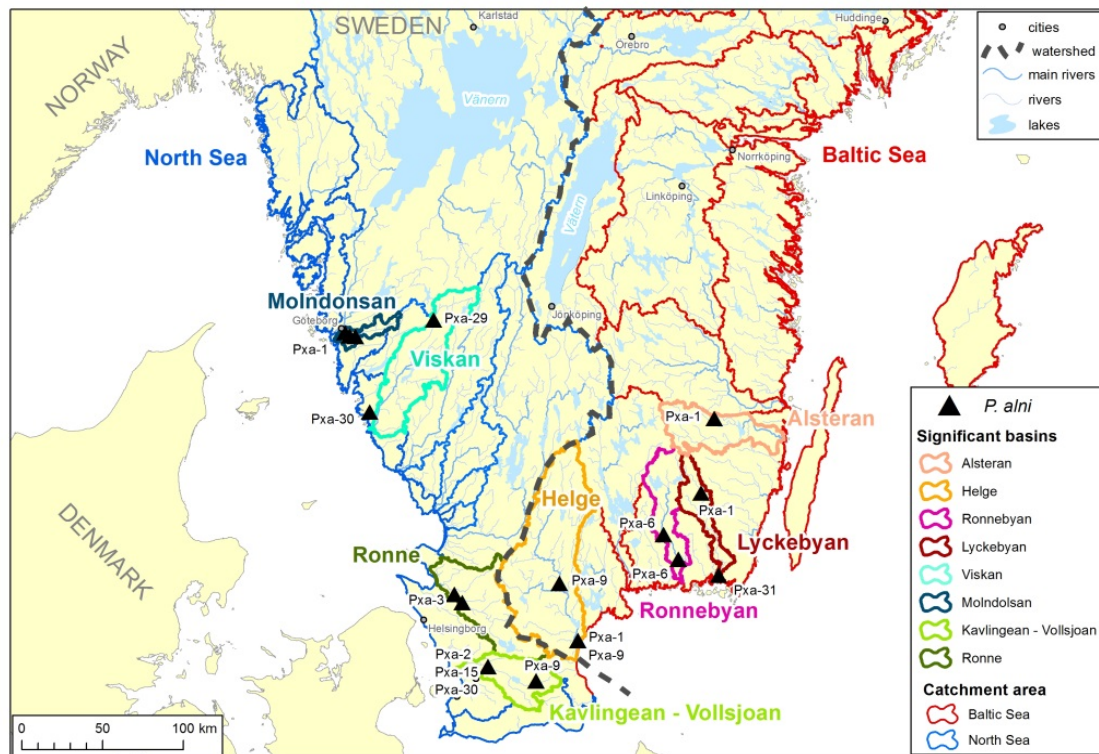 SWEDEN
Karlstad
Örebro
Huddinge
NORWAY
Vänern
North Sea
Baltic Sea
Norrköping
Linköping
Vätern
Jönköping
Molndonsan
Göteborg
Pxa-1
Pxa-29
Viskan
Pxa-30
Pxa-1
Alsteran
Helge
Pxa-1
Pxa-6
Lyckebyan
DENMARK
Ronne
Pxa-3
Pxa-9
Pxa-6
Pxa-31
Ronnebyan
Helsingborg
Pxa-1
Pxa-9
Pxa-2
Pxa-15
Pxa-30
Pxa-9
Kavlingean - Vollsjoan
0 50 100 km
cities
watershed
main rivers
rivers
lakes
P. alni
Significant basins
Alsteran
Helge
Ronnebyan
Lyckebyan
Viskan
Molndolsan
Kavlingean - Vollsjoan
Ronne
Catchment area
Baltic Sea
North Sea